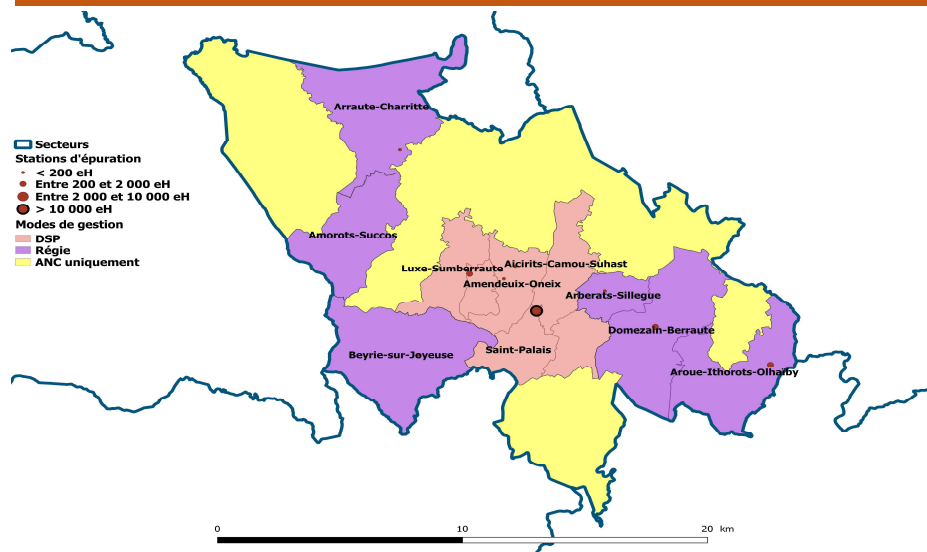 Secteurs
Stations d'épuration
< 200 eH
Entre 200 et 2 000 eH
Entre 2 000 et 10 000 eH
> 10 000 eH
Modes de gestion
DSP
Régie
ANC uniquement
Arraute-Charritte
Amorots-Succos
Luxe-Sumberraute
Aicirits-Camou-Suhast
Amendeuix-Oneix
Arberats-Sillegue
Domezain-Berraute
Beyrie-sur-Joyeuse
Saint-Palais
Aroue-Ithorots-Olhaiby
0 10 20 km